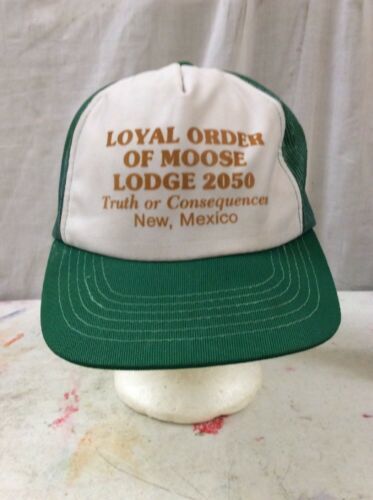 LOYAL ORDER
OF MOOSE
LODGE 2050
Truth or Consequences
New, Mexico